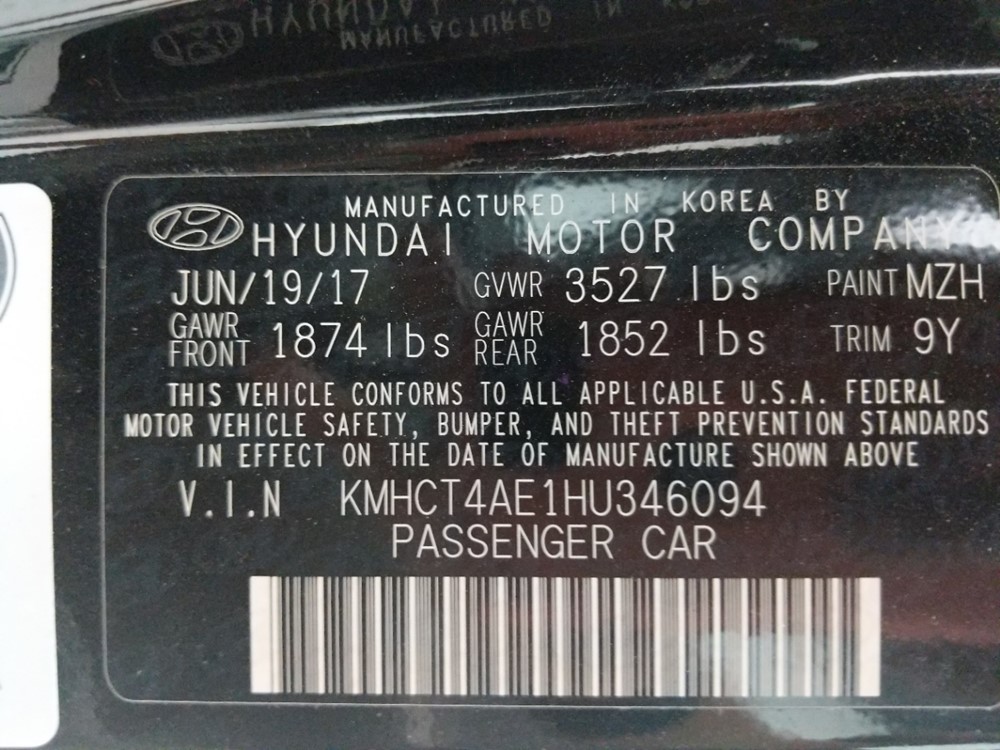 MANUFACTURED IN KOREA BY
HYUNDAI MOTOR COMPANY
JUN/19/17 GVWR 3527 lbs PAINT MZH
GAWR FRONT 1874 lbs GAWR REAR 1852 lbs TRIM 9Y
THIS VEHICLE CONFORMS TO ALL APPLICABLE U.S.A. FEDERAL
MOTOR VEHICLE SAFETY, BUMPER, AND THEFT PREVENTION STANDARDS
IN EFFECT ON THE DATE OF MANUFACTURE SHOWN ABOVE
V.I.N KMHCT4AE1HU346094
PASSENGER CAR